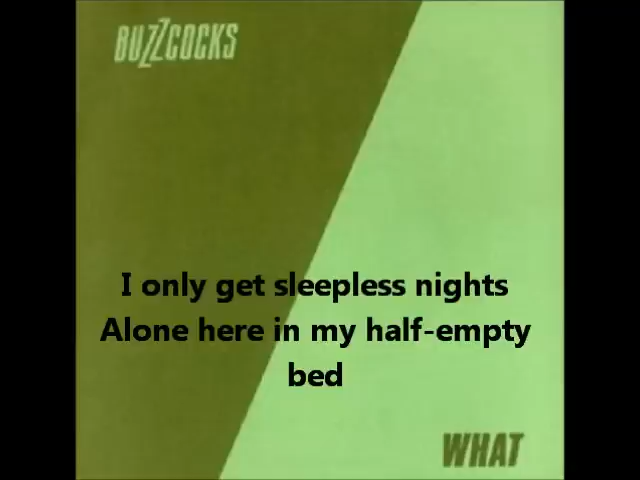 BUZZCOCKS
I only get sleepless nights
Alone here in my half-empty
bed
WHAT